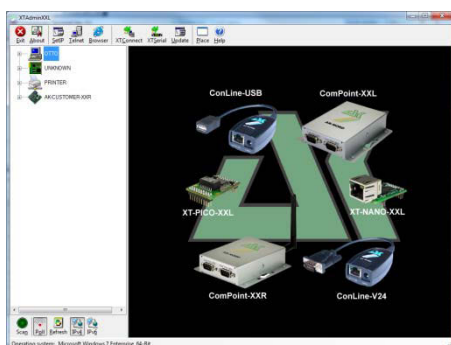 XTAdminXXL
Exit About SetIP Telnet Browser XTConnect XTSerial Update Place Help
UNKNOWN
PRINTER
AK-CUSTOMER-XXR
ConLine-USB
ComPoint-XXL
XT-PICO-XXL
XT-NANO-XXL
ComPoint-XXR
ConLine-V24
Scan Poll Refresh IPv4 IPv6
Operating system: Microsoft Windows 7 Enterprise 64-Bit